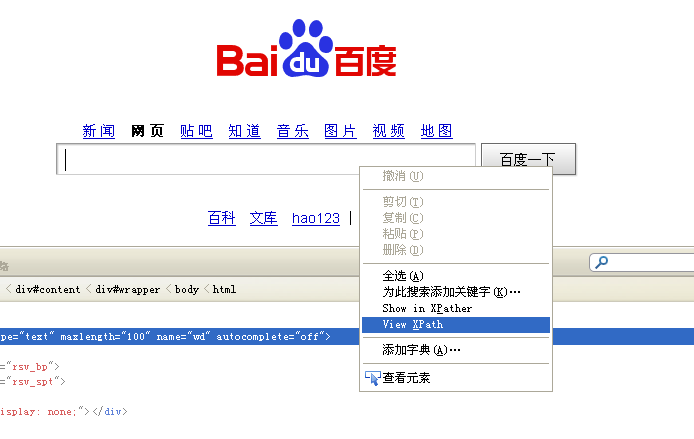 Bai du 百度
新闻 网页 贴吧 知道 音乐 图片 视频 地图
百度一下
百科 文库 hao123 |
撤消(U)
剪切(T)
复制(C)
粘贴(P)
删除(D)
全选(A)
为此搜索添加关键字(K)…
Show in XPather
View XPath
添加字典(A)…
查看元素
络
< div#content < div#wrapper < body < html
pe="text" maxlength="100" name="wd" autocomplete="off">
="rsv_bp">
="rsv_spt">
isplay: none;"></div>